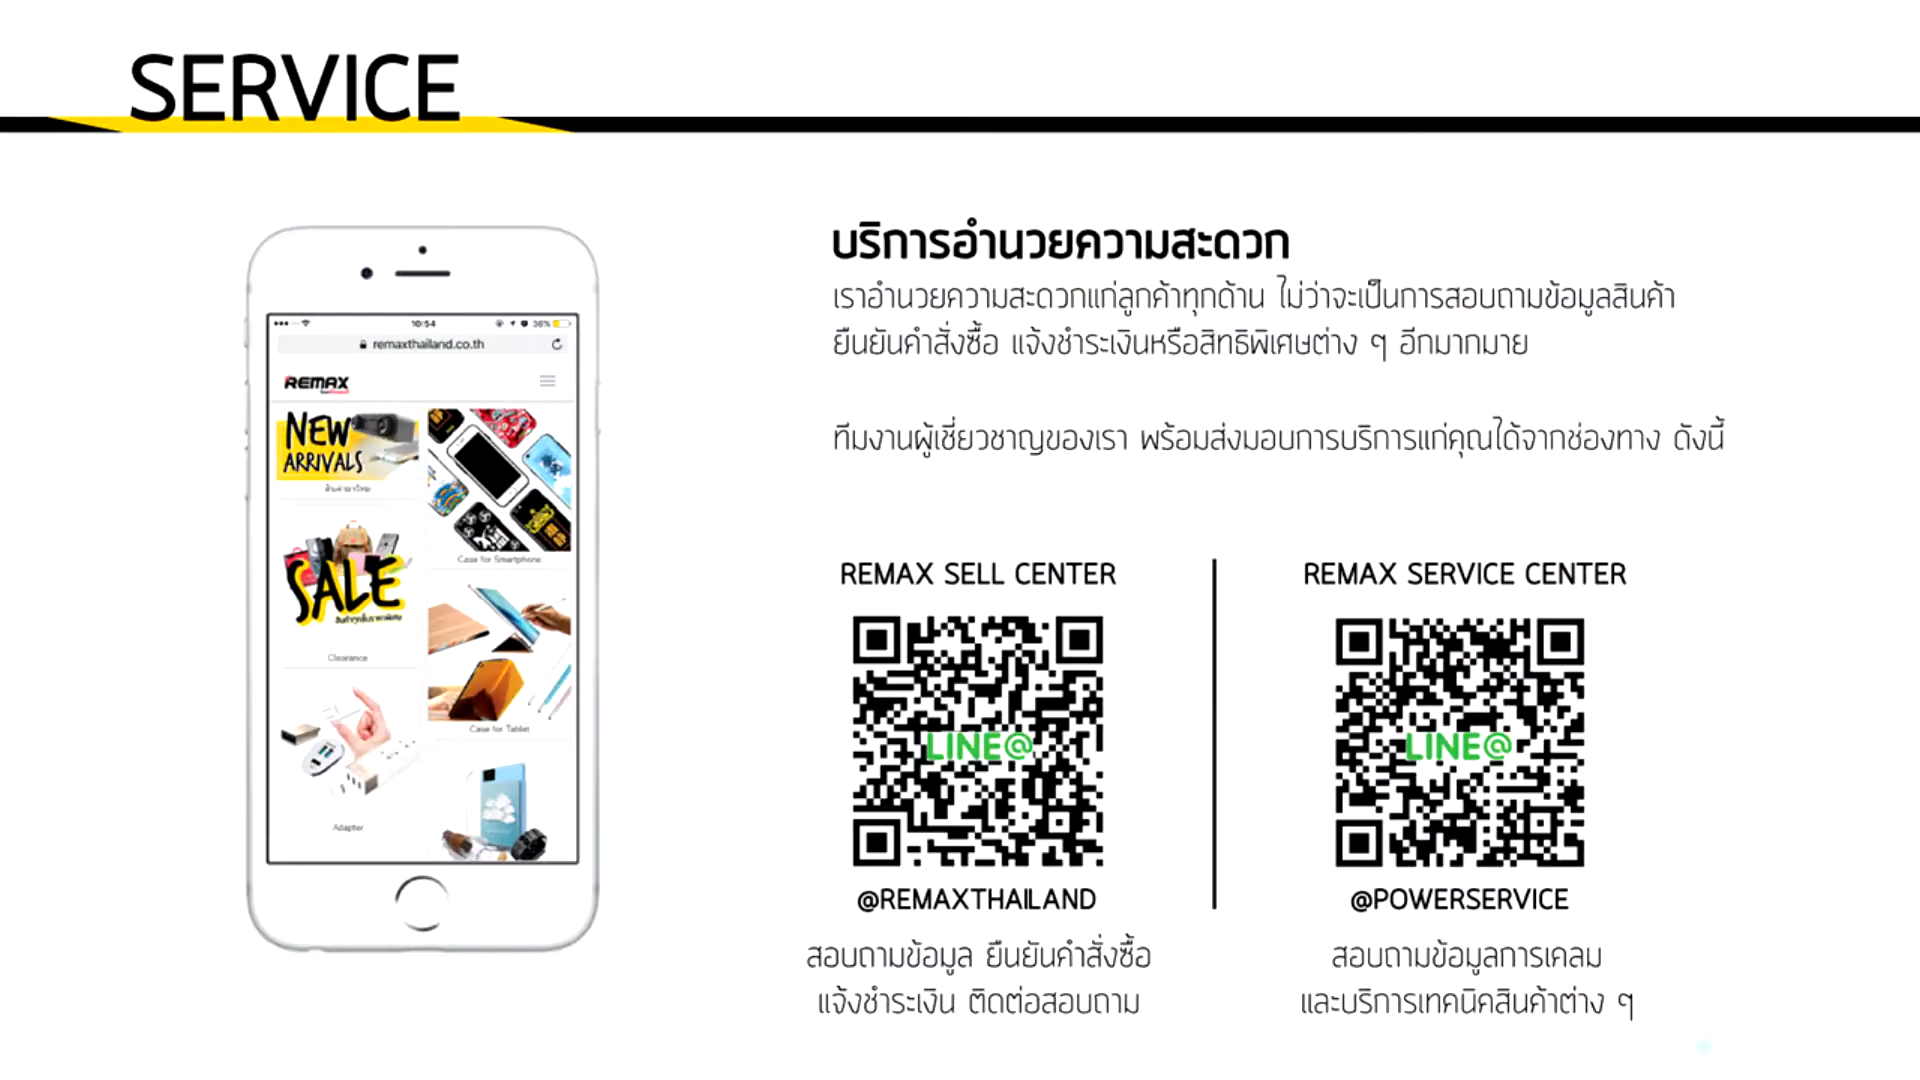 SERVICE
บริการอำนวยความสะดวก
เราอำนวยความสะดวกแก่ลูกค้าทุกด้าน ไม่ว่าจะเป็นการสอบถามข้อมูลสินค้า
ยืนยันคำสั่งซื้อ แจ้งชำระเงินหรือสิทธิพิเศษต่าง ๆ อีกมากมาย
ทีมงานผู้เชี่ยวชาญของเรา พร้อมส่งมอบการบริการแก่คุณได้จากช่องทาง ดังนี้
10:54
36%
remaxthailand.co.th
REMAX
NEW
ARRIVALS
Case for Smartphone
SALE
Clearance
Case for Tablet
Adapter
REMAX SELL CENTER
LINE@
@REMAXTHAILAND
สอบถามข้อมูล ยืนยันคำสั่งซื้อ
แจ้งชำระเงิน ติดต่อสอบถาม
REMAX SERVICE CENTER
LINE@
@POWERSERVICE
สอบถามข้อมูลการเคลม
และบริการเทคนิคสินค้าต่าง ๆ